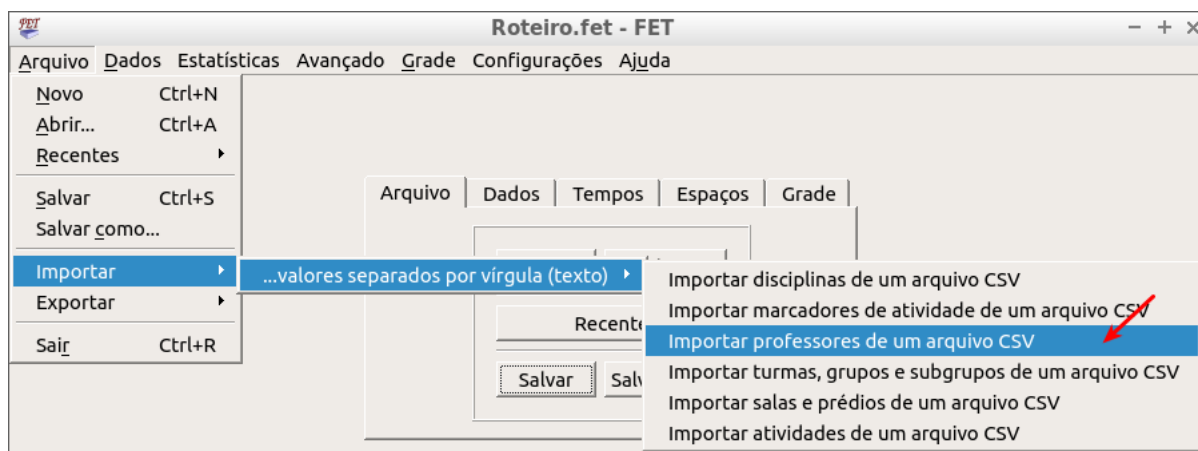 FET
Roteiro.fet - FET
Arquivo Dados Estatísticas Avançado Grade Configurações Ajuda
Novo Ctrl+N
Abrir... Ctrl+A
Recentes
Salvar Ctrl+S
Salvar como...
Importar
Exportar
Sair Ctrl+R
Arquivo Dados Tempos Espaços Grade
...valores separados por vírgula (texto)
Recente
Salvar Salv
Importar disciplinas de um arquivo CSV
Importar marcadores de atividade de um arquivo CSV
Importar professores de um arquivo CSV
Importar turmas, grupos e subgrupos de um arquivo CSV
Importar salas e prédios de um arquivo CSV
Importar atividades de um arquivo CSV